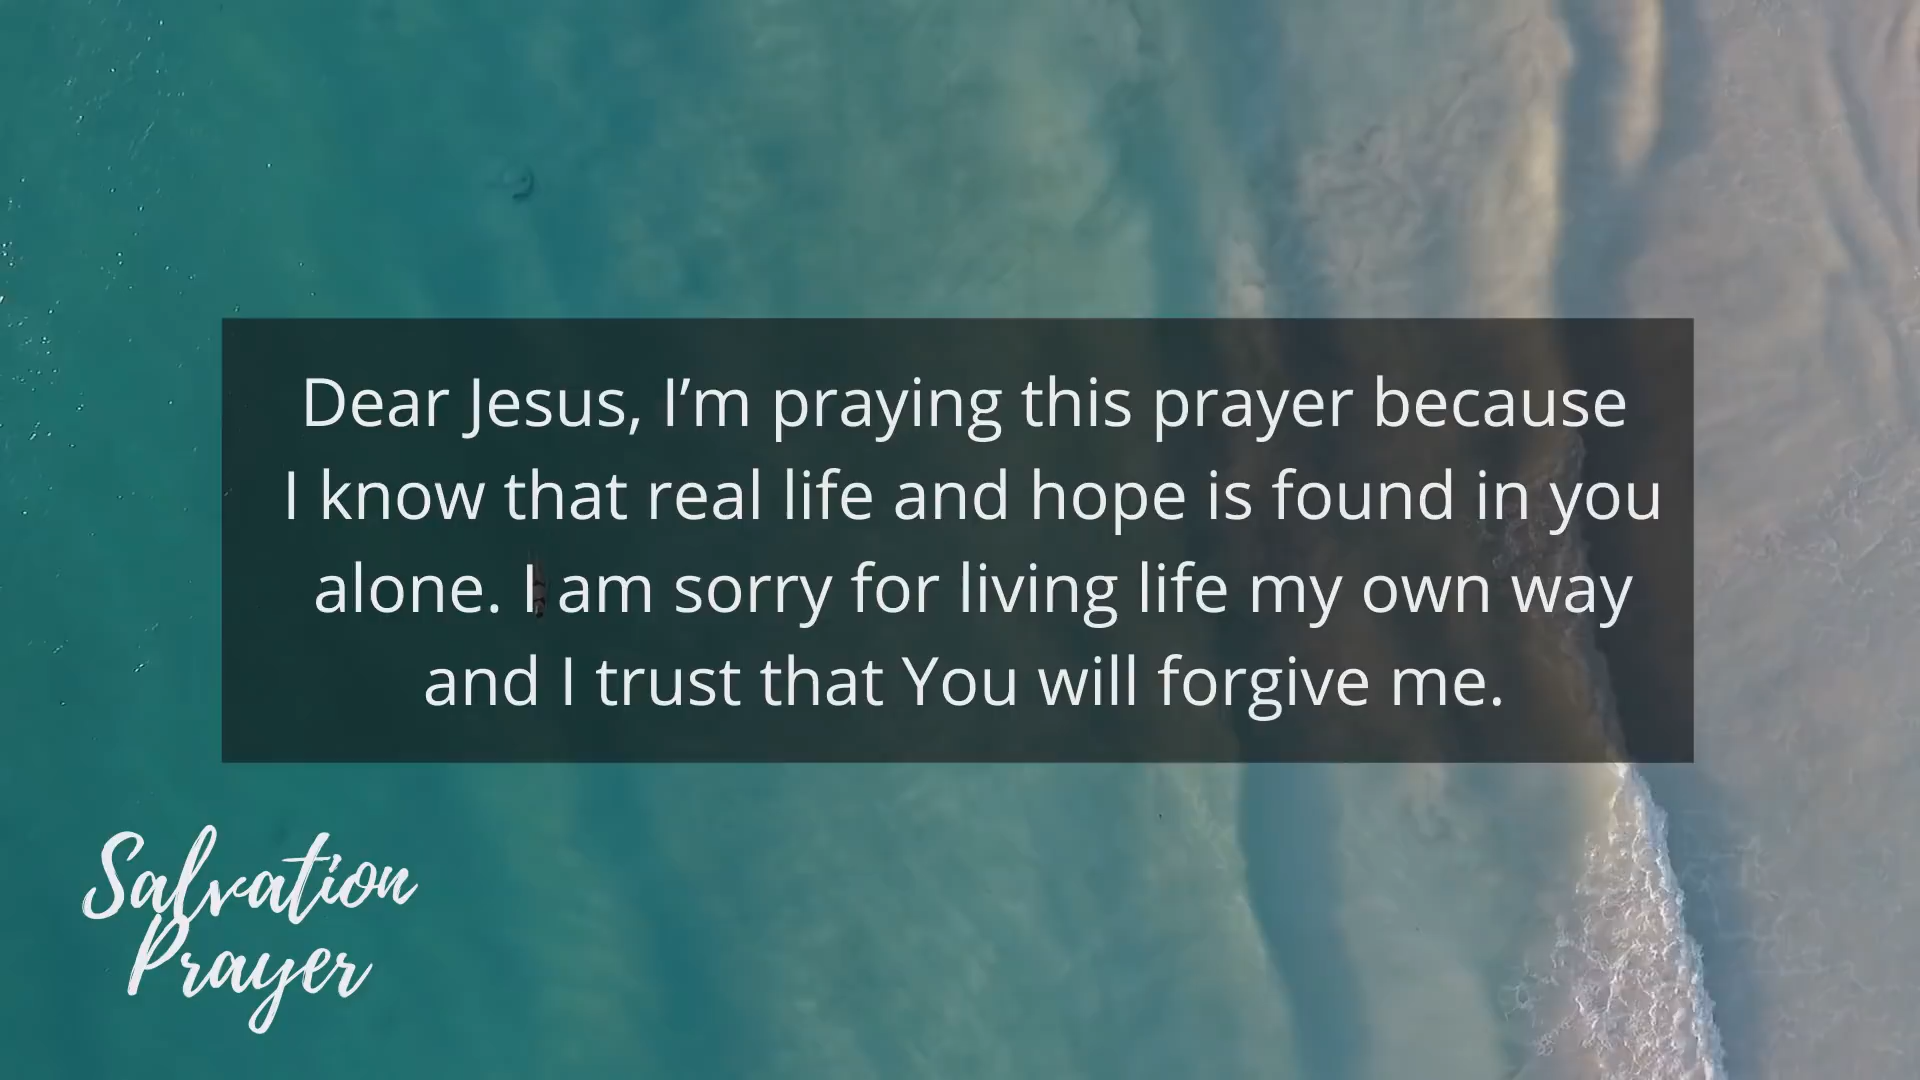 Dear Jesus, I’m praying this prayer because
I know that real life and hope is found in you
alone. I am sorry for living life my own way
and I trust that You will forgive me.
Salvation
Prayer